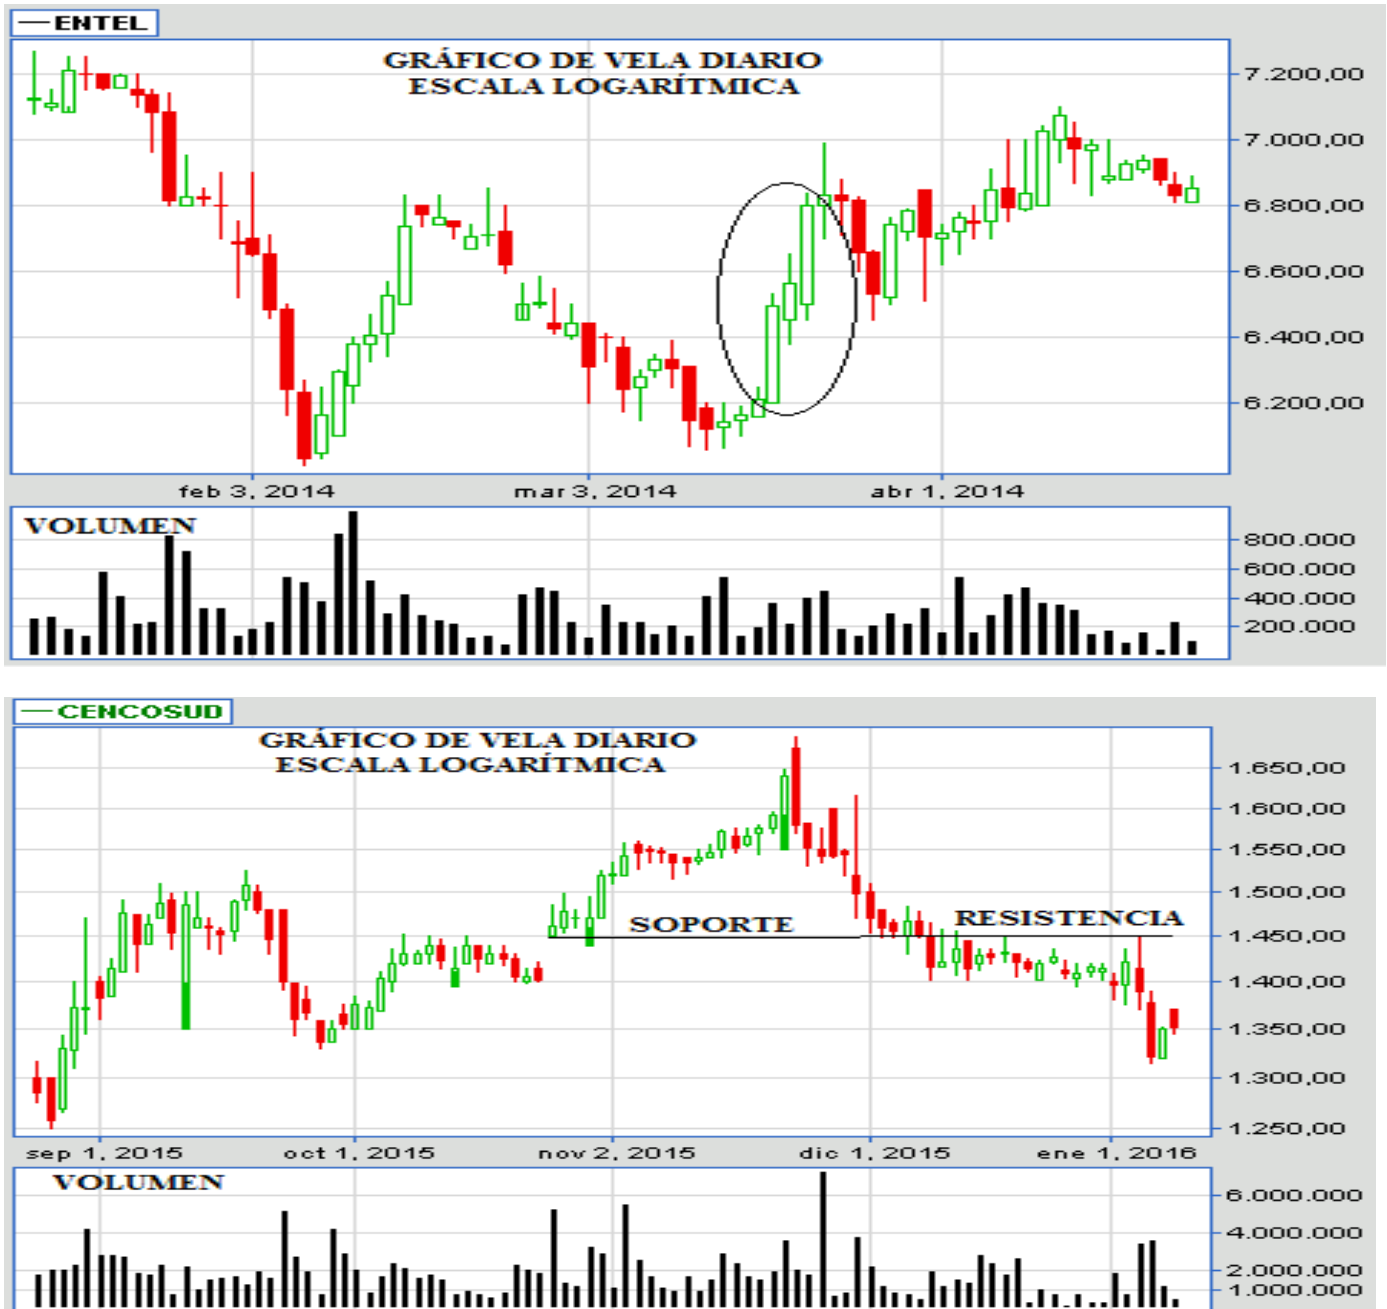 ENTEL
GRÁFICO DE VELA DIARIO
ESCALA LOGARÍTMICA
7.200,00
7.000,00
6.800,00
6.600,00
6.400,00
6.200,00
feb 3, 2014 mar 3, 2014 abr 1, 2014
VOLUMEN
800.000
600.000
400.000
200.000
CENCOSUD
GRÁFICO DE VELA DIARIO
ESCALA LOGARÍTMICA
1.650,00
1.600,00
1.550,00
1.500,00
SOPORTE RESISTENCIA
1.450,00
1.400,00
1.350,00
1.300,00
1.250,00
sep 1, 2015 oct 1, 2015 nov 2, 2015 dic 1, 2015 ene 1, 2016
VOLUMEN
6.000.000
4.000.000
2.000.000
1.000.000